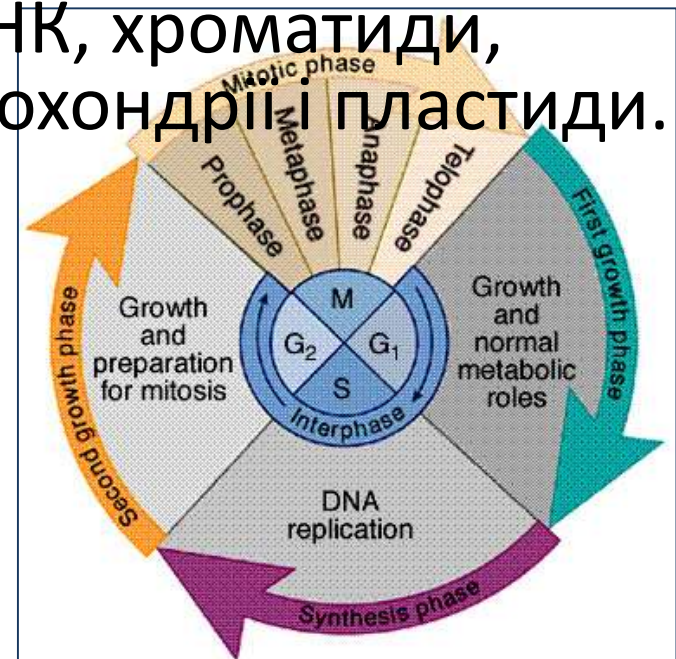 НК, хроматиди,
охондрії і пластиди.
Mitotic phase
Prophase
Metaphase
Anaphase
Telophase
First growth phase
Growth
and
normal
metabolic
roles
Growth
and
preparation
for mitosis
Second growth phase
M
G₂
G₁
S
Interphase
DNA
replication
Synthesis phase